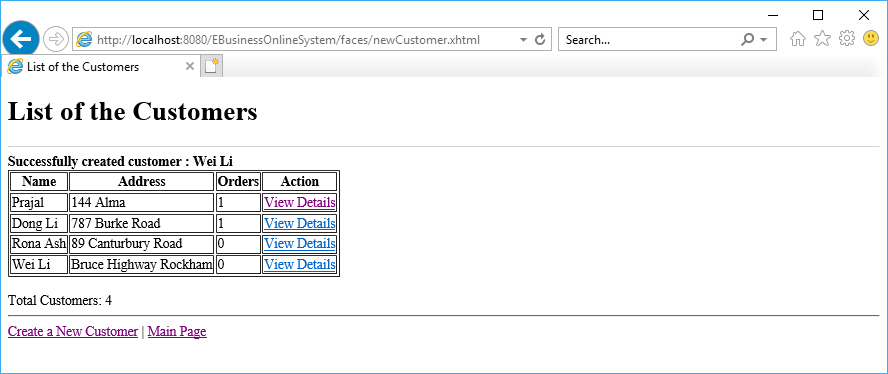 http://localhost:8080/EBusinessOnlineSystem/faces/newCustomer.xhtml Search...
List of the Customers
List of the Customers
Successfully created customer : Wei Li
Name Address Orders Action
Prajal 144 Alma 1 View Details
Dong Li 787 Burke Road 1 View Details
Rona Ash 89 Canturbury Road 0 View Details
Wei Li Bruce Highway Rockham 0 View Details
Total Customers: 4
Create a New Customer | Main Page